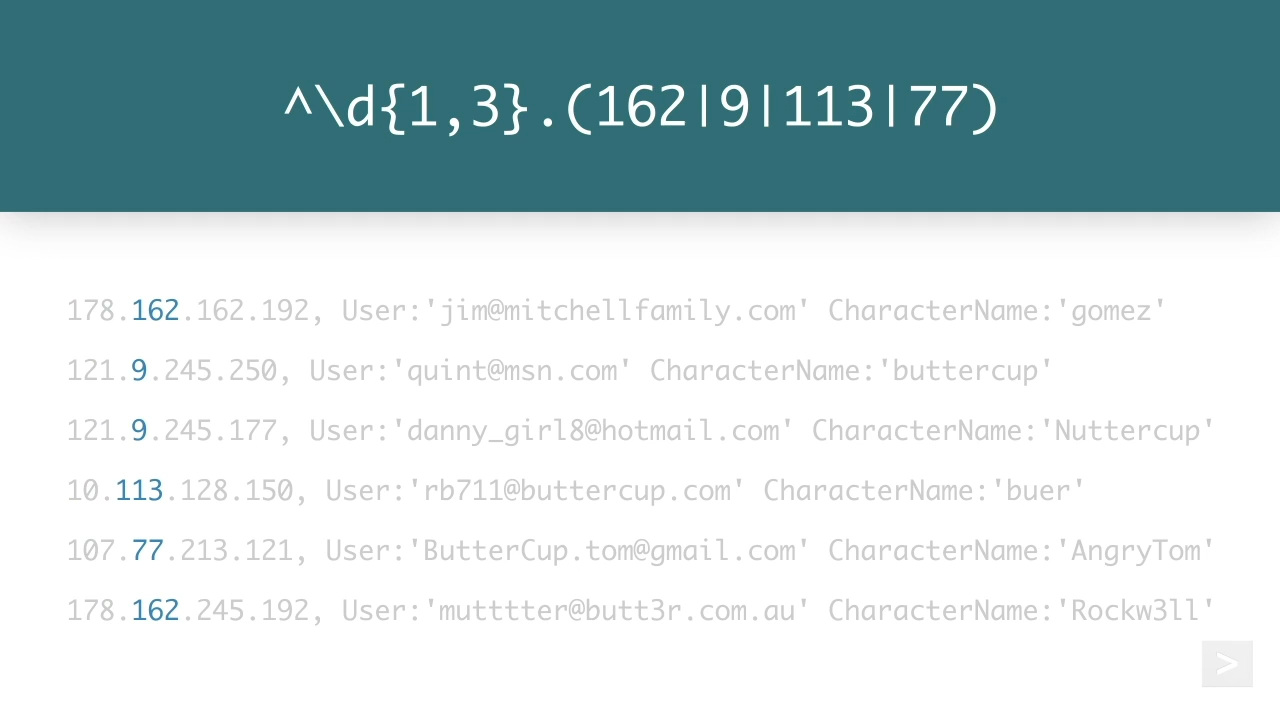 ^\d{1,3}.(162|9|113|77)
178.162.162.192, User:'jim@mitchellfamily.com' CharacterName:'gomez'
121.9.245.250, User:'quint@msn.com' CharacterName:'buttercup'
121.9.245.177, User:'danny_girl8@hotmail.com' CharacterName:'Nuttercup'
10.113.128.150, User:'rb711@buttercup.com' CharacterName:'buer'
107.77.213.121, User:'ButterCup.tom@gmail.com' CharacterName:'AngryTom'
178.162.245.192, User:'mutttter@butt3r.com.au' CharacterName:'Rockw3ll'
>